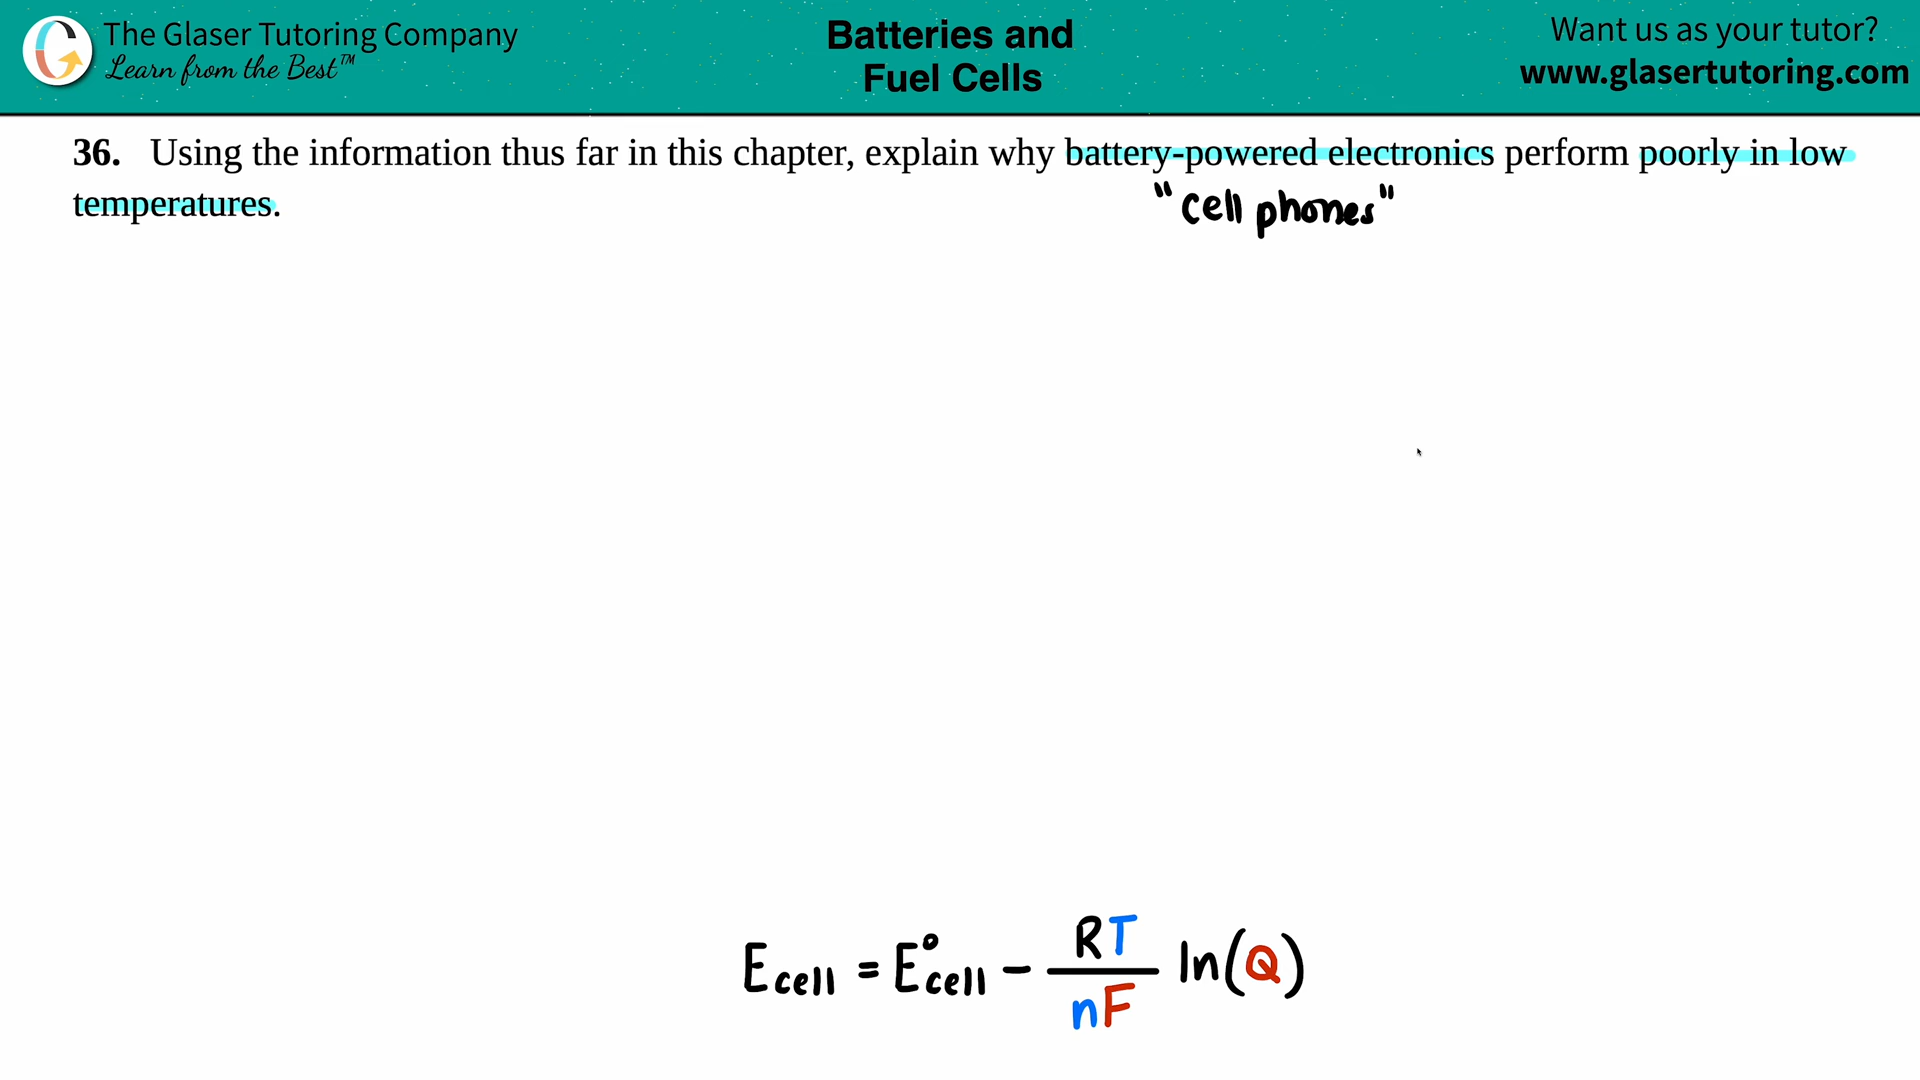 The Glaser Tutoring Company
Learn from the Best™
Batteries and
Fuel Cells
Want us as your tutor?
www.glasertutoring.com
36. Using the information thus far in this chapter, explain why battery-powered electronics perform poorly in low
temperatures.
"cell phones"
E_cell = E°_cell − RT/nF ln(Q)